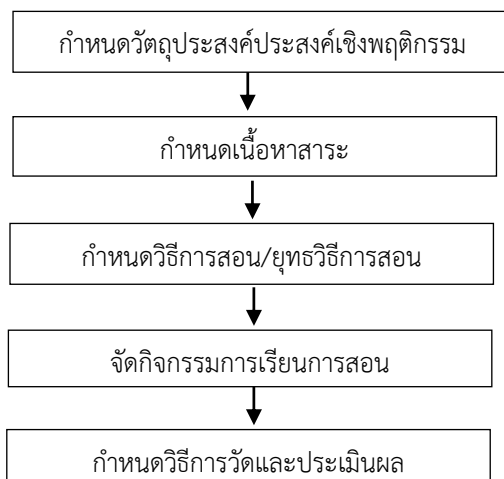 กำหนดวัตถุประสงค์ประสงค์เชิงพฤติกรรม
กำหนดเนื้อหาสาระ
กำหนดวิธีการสอน/ยุทธวิธีการสอน
จัดกิจกรรมการเรียนการสอน
กำหนดวิธีการวัดและประเมินผล